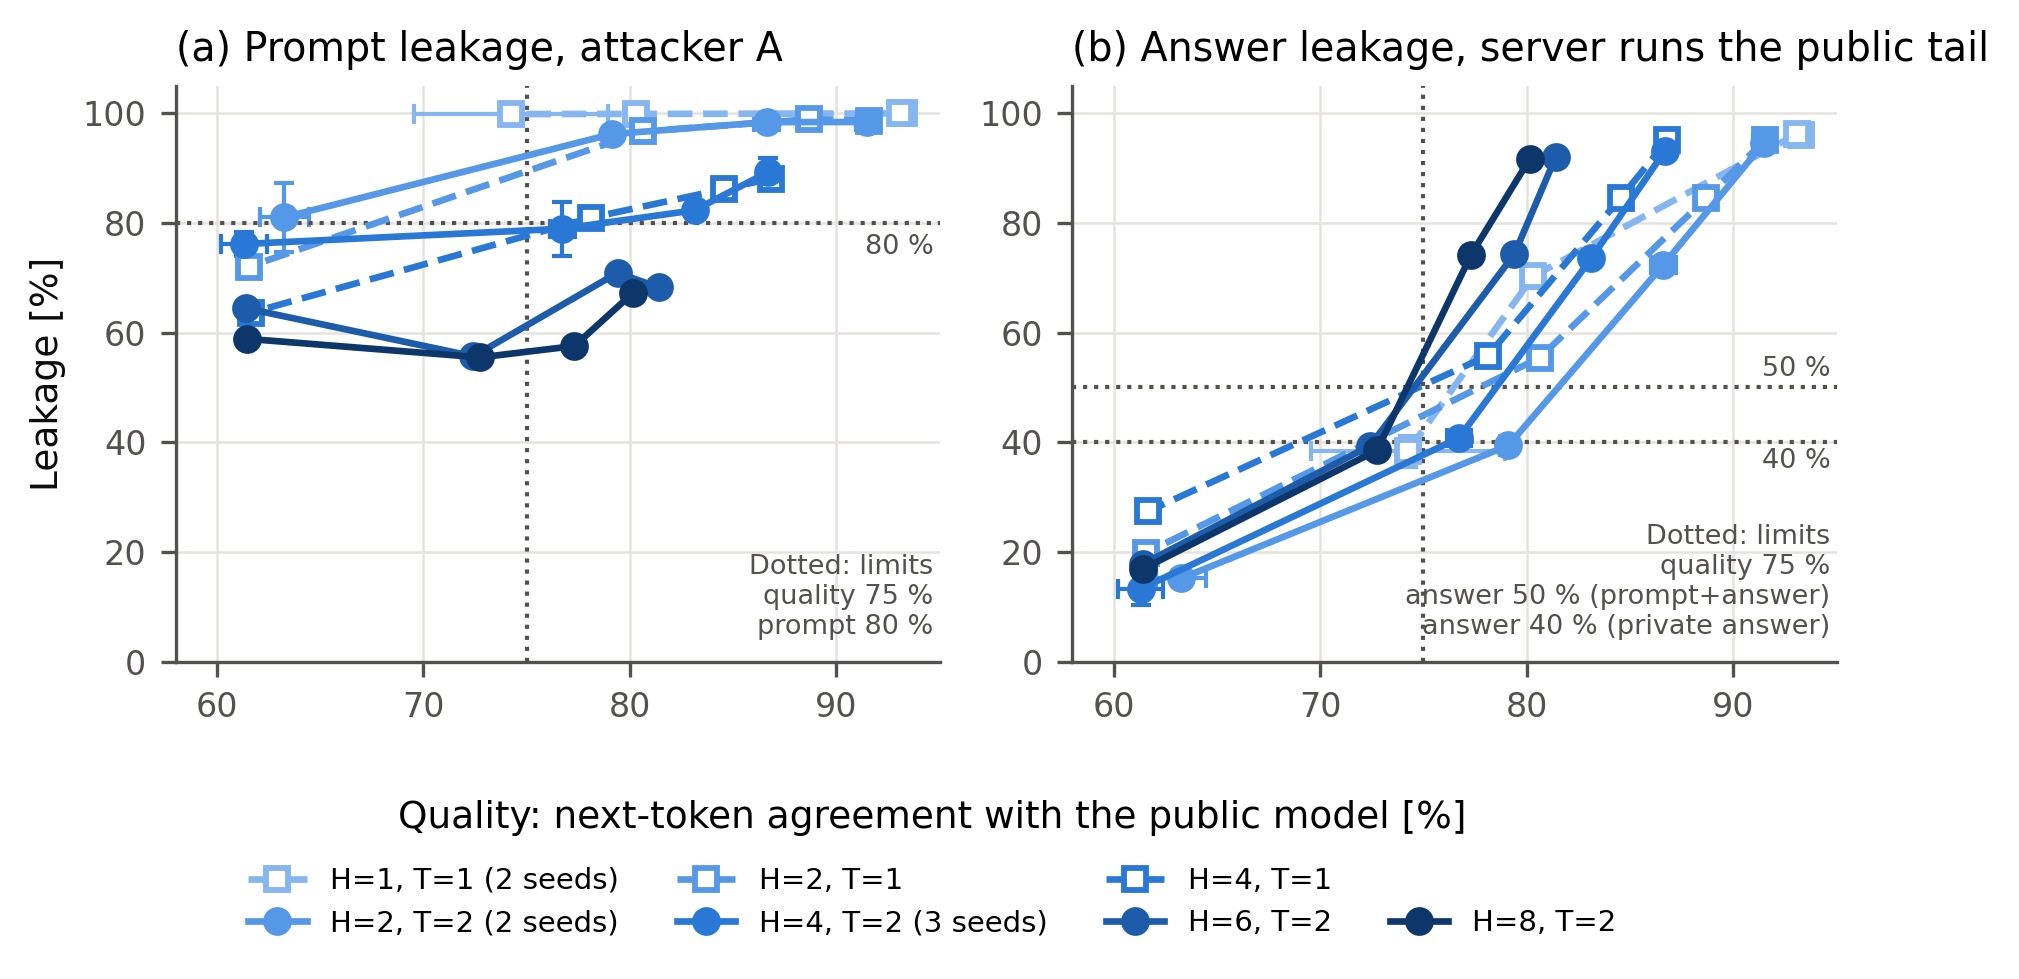 (a) Prompt leakage, attacker A
(b) Answer leakage, server runs the public tail
Leakage [%]
100
80
60
40
20
0
60
70
80
90
80 %
Dotted: limits
quality 75 %
prompt 80 %
100
80
60
40
20
0
60
70
80
90
50 %
40 %
Dotted: limits
quality 75 %
answer 50 % (prompt+answer)
answer 40 % (private answer)
Quality: next-token agreement with the public model [%]
H=1, T=1 (2 seeds)
H=2, T=1
H=4, T=1
H=2, T=2 (2 seeds)
H=4, T=2 (3 seeds)
H=6, T=2
H=8, T=2